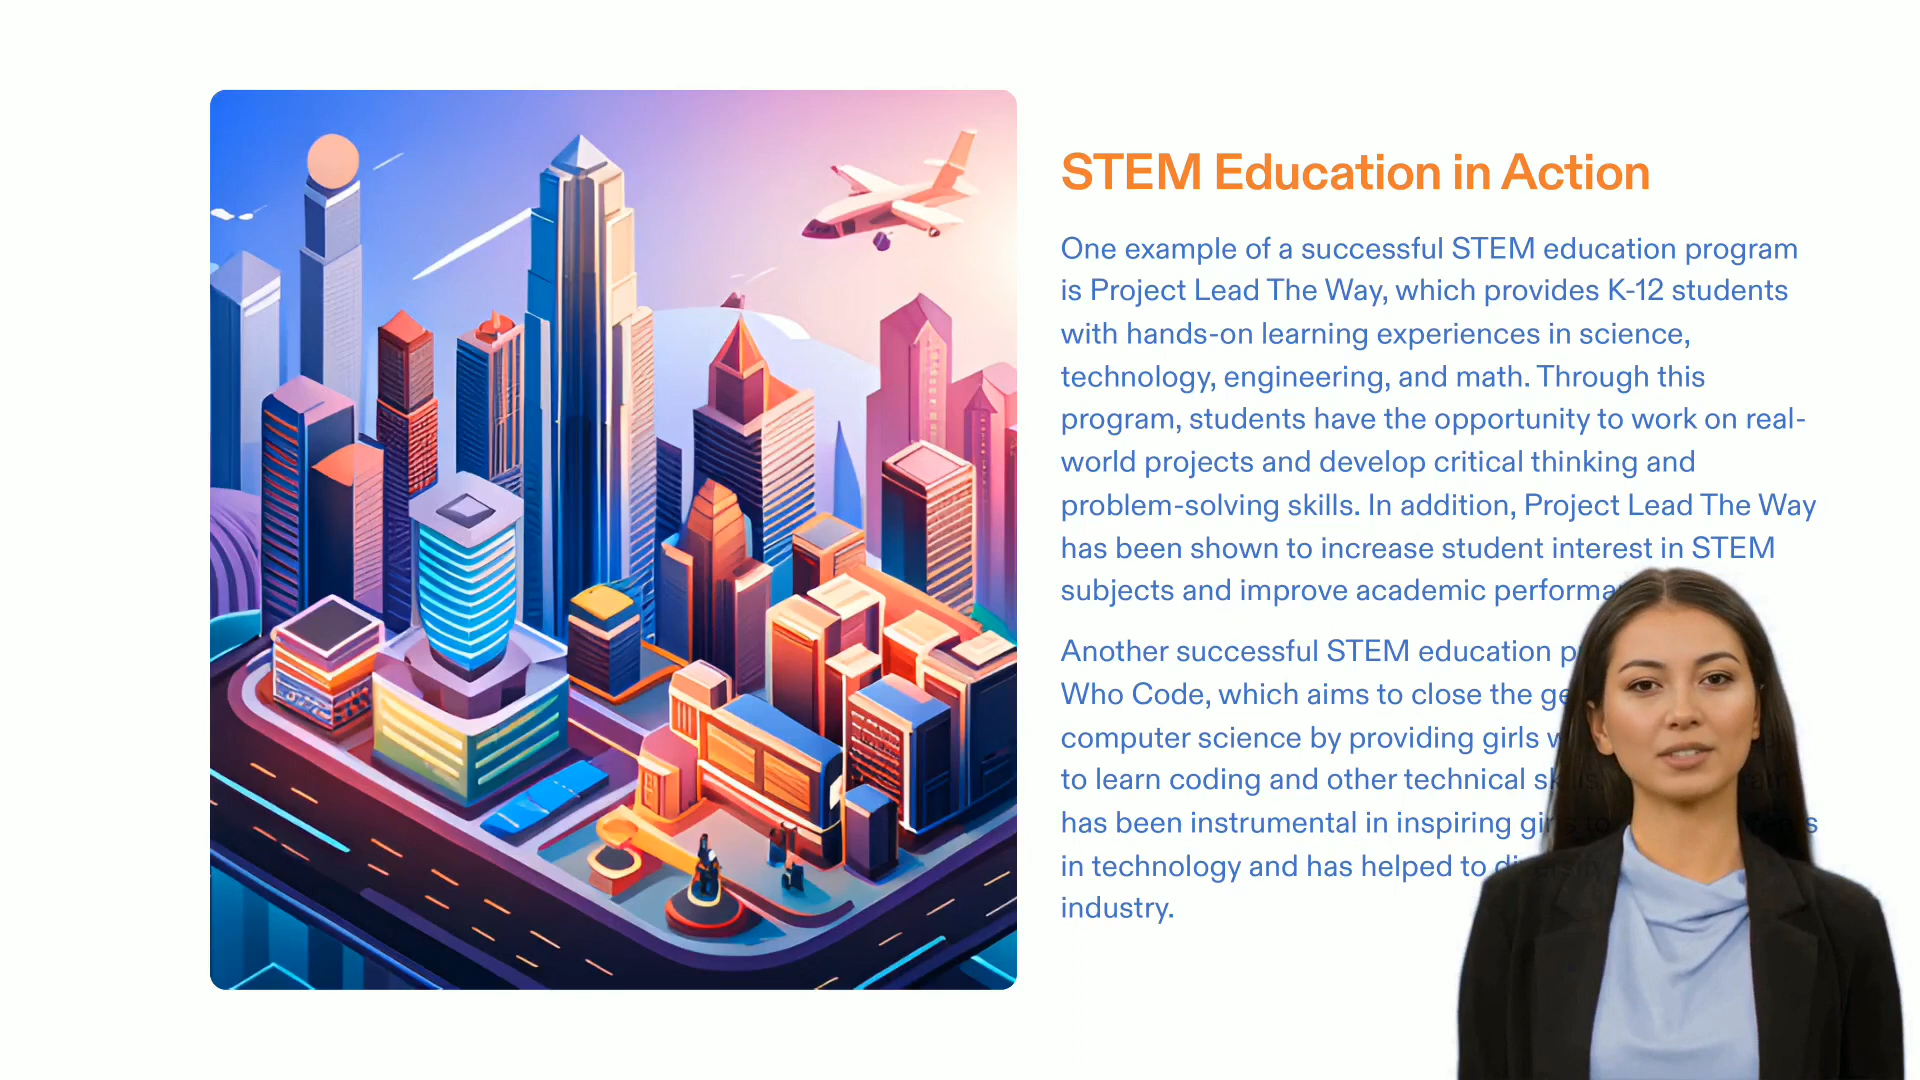 STEM Education in Action
One example of a successful STEM education program
is Project Lead The Way, which provides K-12 students
with hands-on learning experiences in science,
technology, engineering, and math. Through this
program, students have the opportunity to work on real-
world projects and develop critical thinking and
problem-solving skills. In addition, Project Lead The Way
has been shown to increase student interest in STEM
subjects and improve academic
Another successful STEM education
Who Code, which aims to close the
computer science by providing girls
to learn coding and other technical
has been instrumental in inspiring girls to
in technology and has helped to
industry.